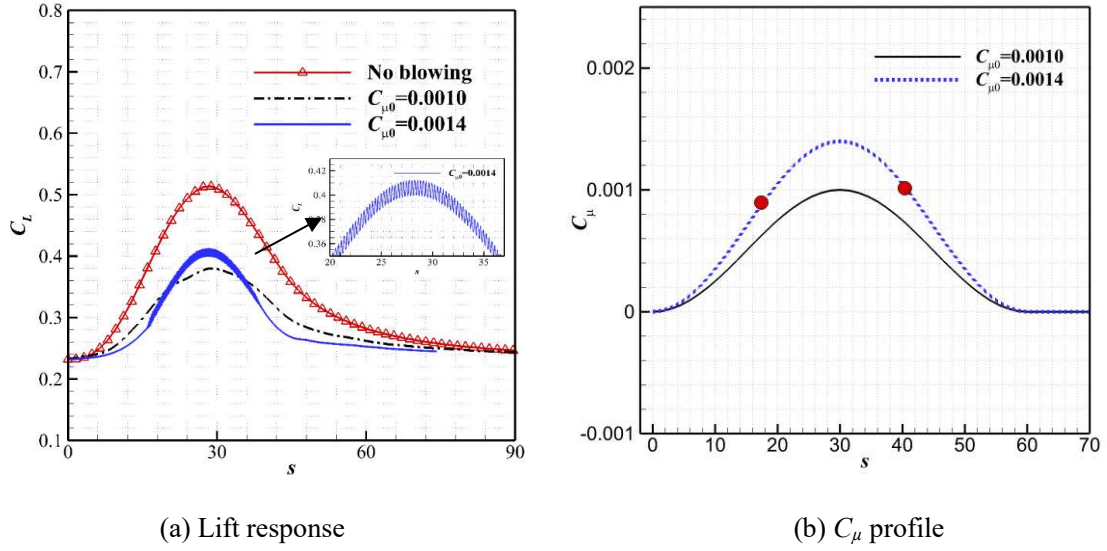 0.8
0.7
0.6
0.5
0.4
0.3
0.2
0.1
C_L
0
30
60
90
s
No blowing
C_μ0=0.0010
C_μ0=0.0014
0.42
0.4
0.38
0.36
C_L
20
25
30
35
s
C_μ0=0.0014
(a) Lift response
0.002
0.001
0
-0.001
C_μ
0
10
20
30
40
50
60
70
s
C_μ0=0.0010
C_μ0=0.0014
(b) C_μ profile